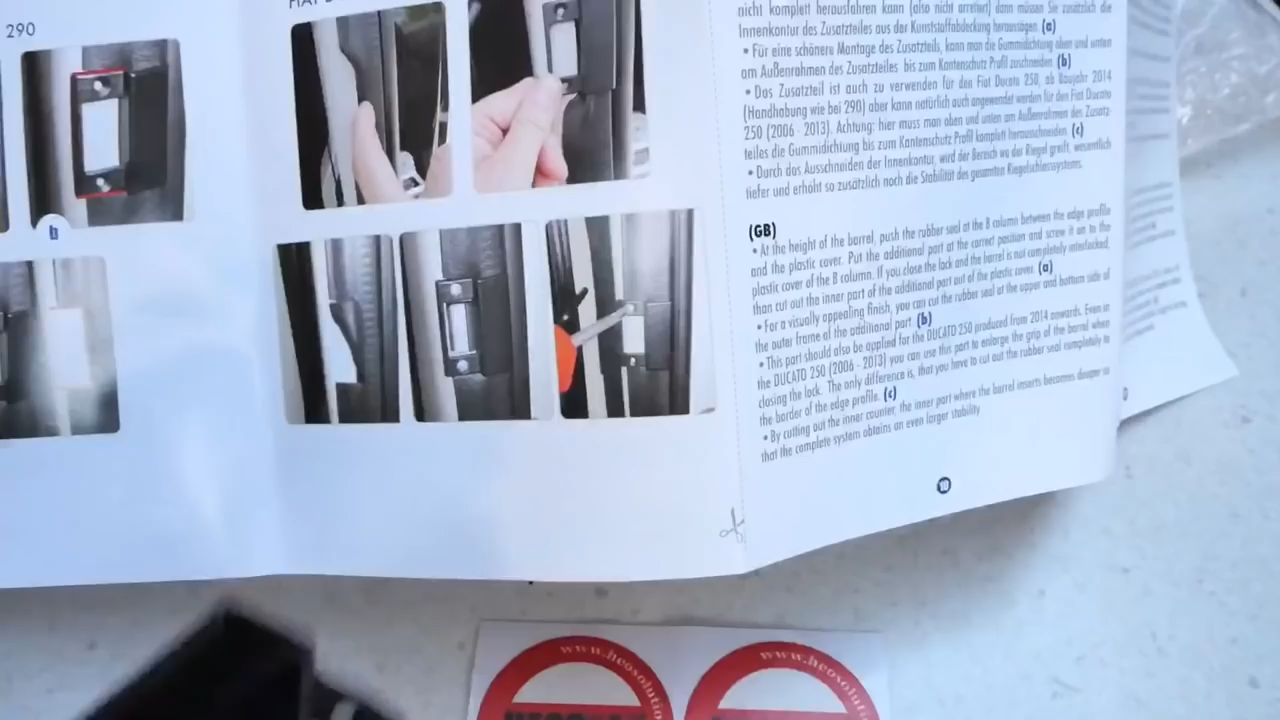 290
FIAT
b
nicht komplett herausfahren kann (also nicht arretiert) dann müssen Sie zusätzlich die
Innenkontur des Zusatzteiles aus der Kunststoffabdeckung heraussägen. (a)
• Für eine schönere Montage des Zusatzteils, kann man die Gummidichtung oben und unten
am Außenrahmen des Zusatzteiles bis zum Kantenschutz Profil zuschneiden. (b)
• Das Zusatzteil ist auch zu verwenden für den Fiat Ducato 250, ab Baujahr 2014
(Handhabung wie bei 290) aber kann natürlich auch angewendet werden für den Fiat Ducato
250 (2006 - 2013). Achtung: hier muss man oben und unten am Außenrahmen des Zusatz-
teiles die Gummidichtung bis zum Kantenschutz Profil komplett herausschneiden. (c)
• Durch das Ausschneiden der Innenkontur, wird der Bereich wo der Riegel greift, wesentlich
tiefer und erhöht so zusätzlich noch die Stabilität des gesamten Riegelschlosssystems.
(GB)
• At the height of the barrel, push the rubber seal at the B column between the edge profile
and the plastic cover. Put the additional part at the correct position and screw it on to the
plastic cover of the B column. If you close the lock and the barrel is not completely interlocked,
than cut out the inner part of the additional part out of the plastic cover. (a)
• For a visually appealing finish, you can cut the rubber seal at the upper and bottom side of
the outer frame of the additional part. (b)
• This part should also be applied for the DUCATO 250 produced from 2014 onwards. Even in
the DUCATO 250 (2006 - 2013) you can use this part to enlarge the grip of the barrel when
closing the lock. The only difference is, that you have to cut out the rubber seal completely to
the border of the edge profile. (c)
• By cutting out the inner counter, the inner part where the barrel inserts becomes deeper so
that the complete system obtains an even larger stability
10
www.heosolution
www.heosoluti